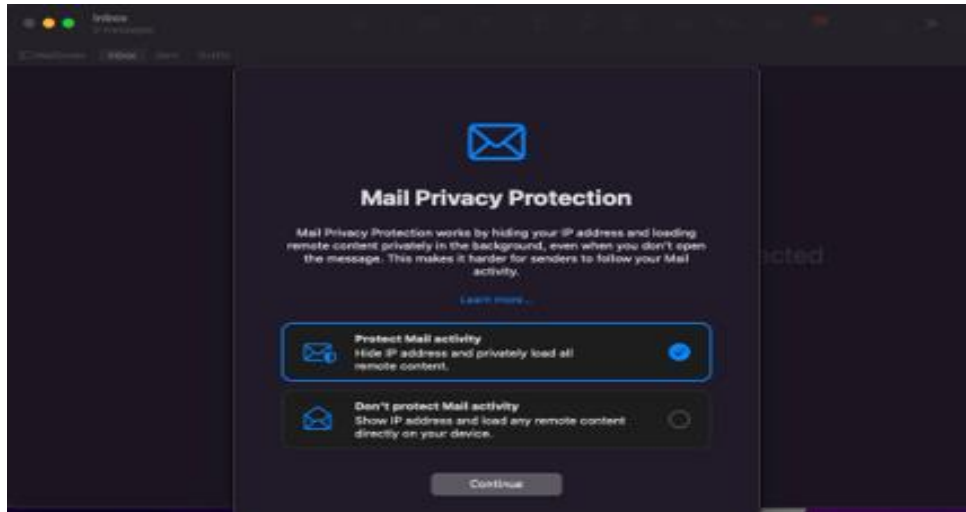 Inbox
Inbox
Mail Privacy Protection
Mail Privacy Protection works by hiding your IP address and loading
remote content privately in the background, even when you don't open
the message. This makes it harder for senders to follow your Mail
activity.
Learn more...
Protect Mail activity
Hide IP address and privately load all
remote content.
Don't protect Mail activity
Show IP address and load any remote content
directly on your device.
Continue